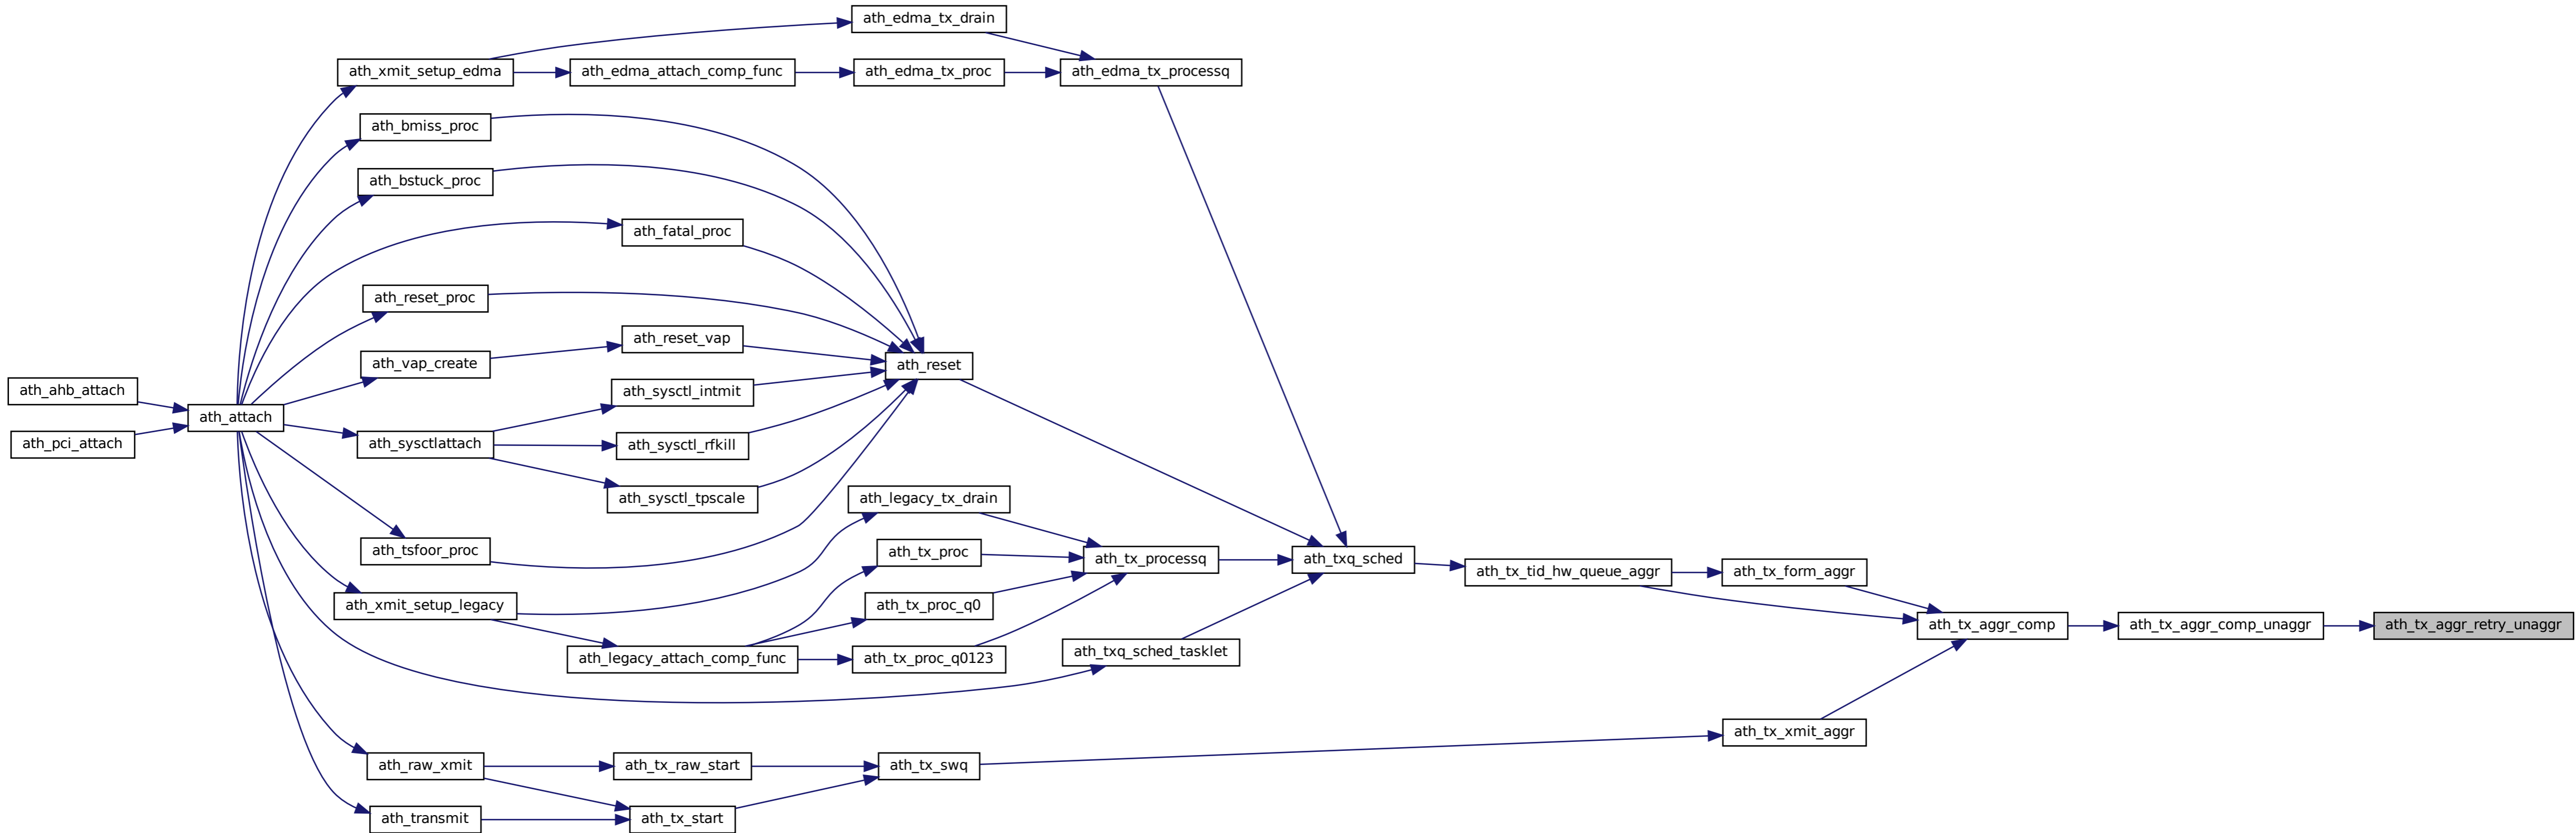 ath_edma_tx_drain
ath_xmit_setup_edma
ath_edma_attach_comp_func
ath_edma_tx_proc
ath_edma_tx_processq
ath_bmiss_proc
ath_bstuck_proc
ath_fatal_proc
ath_reset_proc
ath_reset_vap
ath_vap_create
ath_reset
ath_ahb_attach
ath_sysctl_intmit
ath_attach
ath_pci_attach
ath_sysctlattach
ath_sysctl_rfkill
ath_sysctl_tpscale
ath_legacy_tx_drain
ath_tsfoor_proc
ath_tx_proc
ath_tx_processq
ath_txq_sched
ath_tx_tid_hw_queue_aggr
ath_tx_form_aggr
ath_xmit_setup_legacy
ath_tx_proc_q0
ath_tx_aggr_comp
ath_tx_aggr_comp_unaggr
ath_tx_aggr_retry_unaggr
ath_legacy_attach_comp_func
ath_tx_proc_q0123
ath_txq_sched_tasklet
ath_tx_xmit_aggr
ath_raw_xmit
ath_tx_raw_start
ath_tx_swq
ath_transmit
ath_tx_start